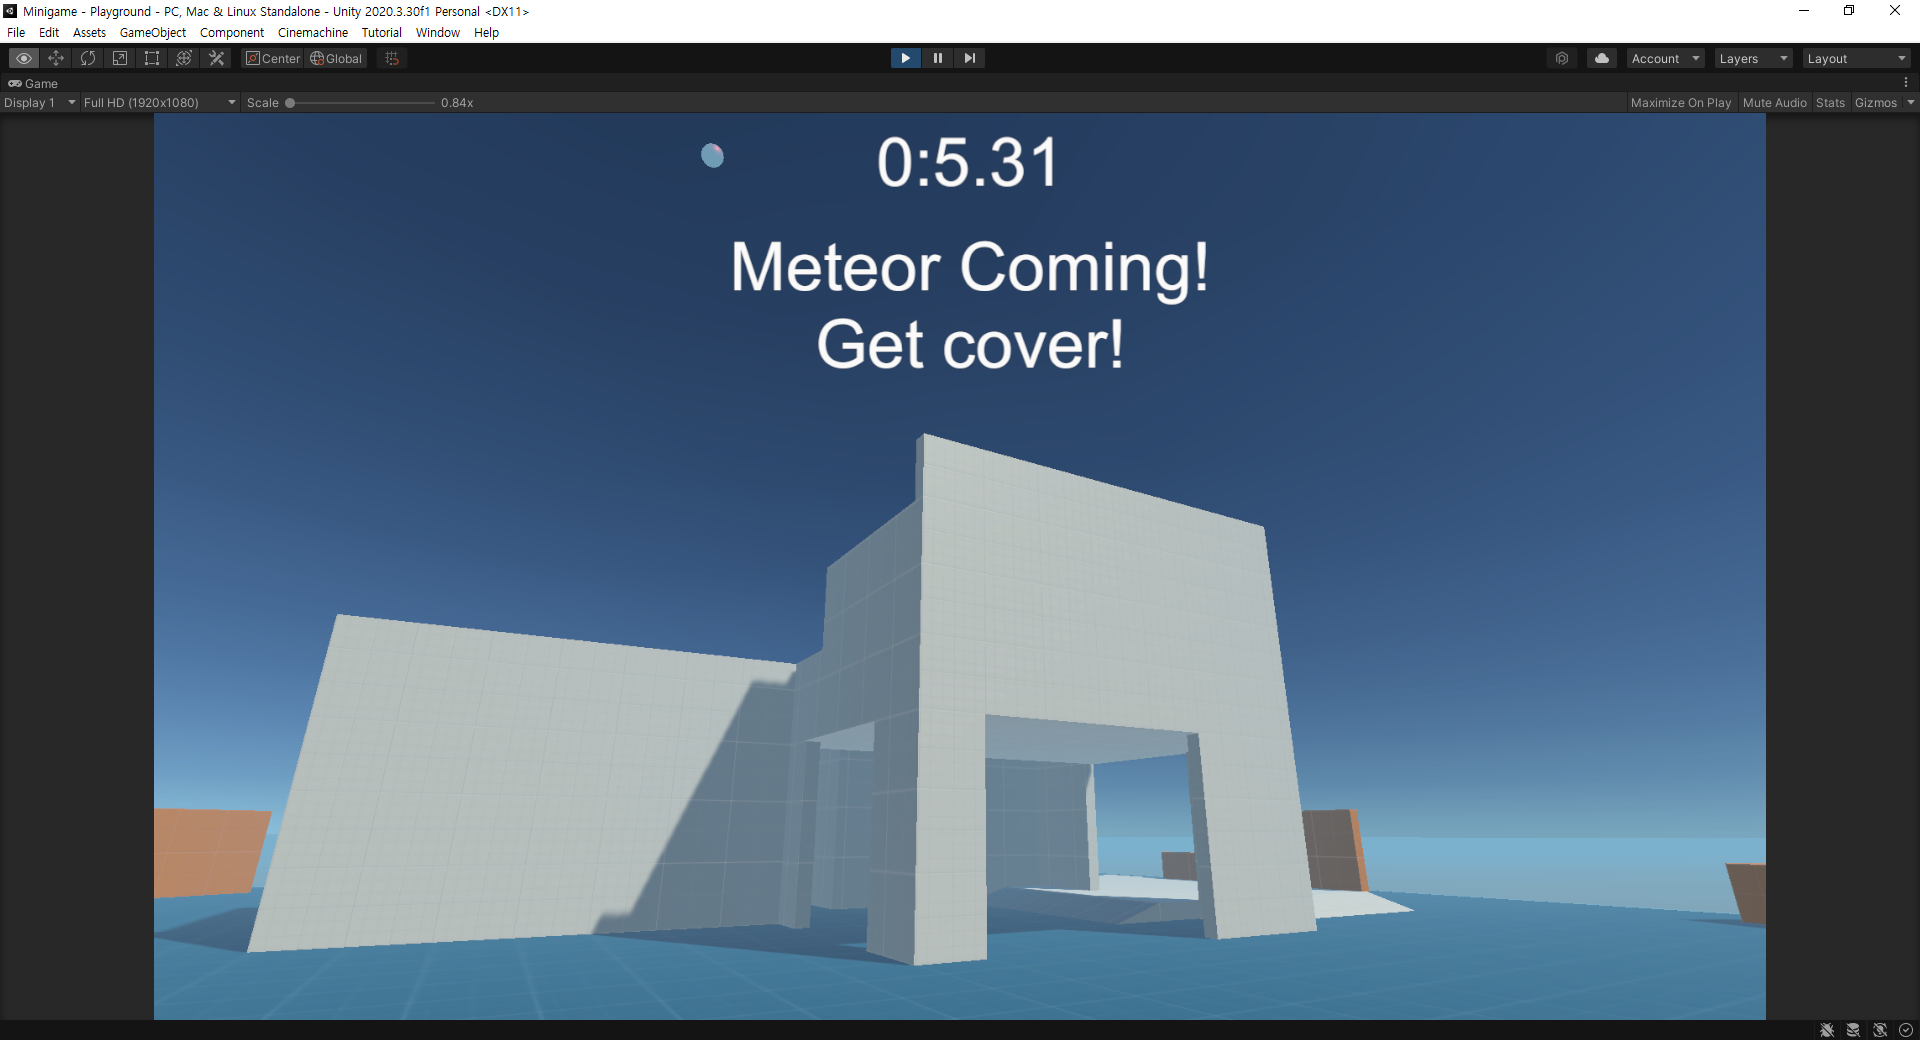 Minigame - Playground - PC, Mac & Linux Standalone - Unity 2020.3.30f1 Personal <DX11>
File Edit Assets GameObject Component Cinemachine Tutorial Window Help
Center Global Account Layers Layout
Game
Display 1 Full HD (1920x1080) Scale 0.84x Maximize On Play Mute Audio Stats Gizmos
0:5.31
Meteor Coming!
Get cover!